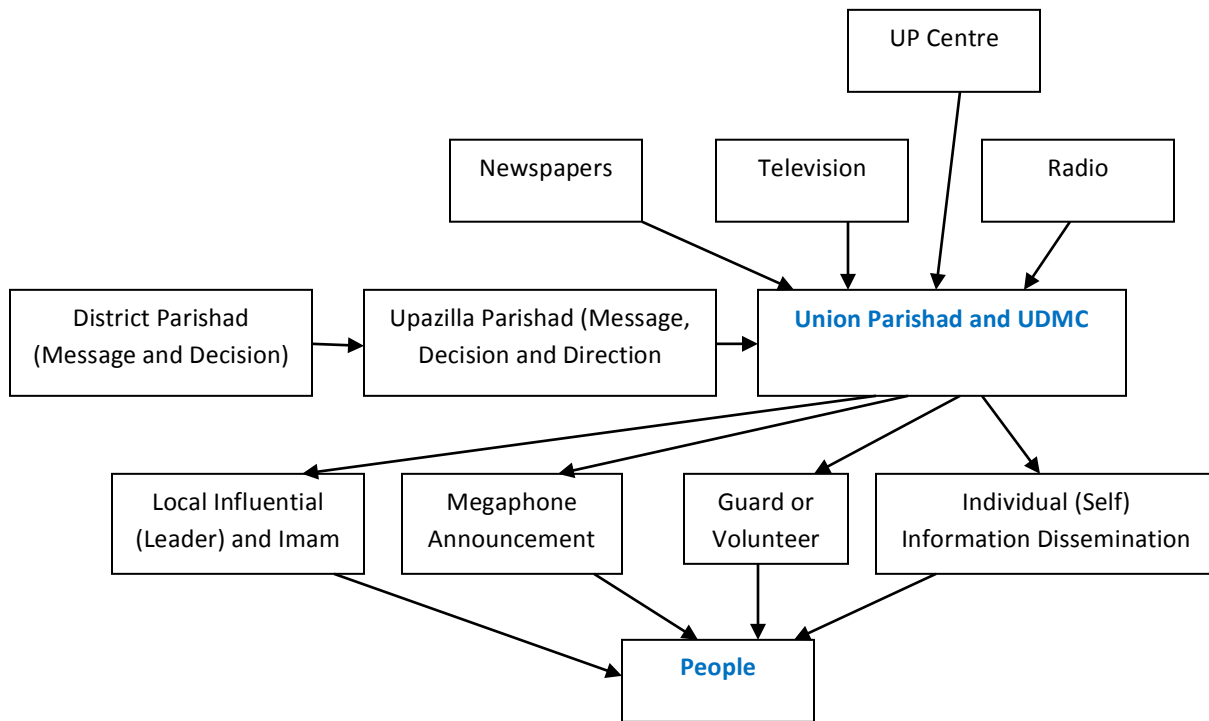 UP Centre
Newspapers
Television
Radio
District Parishad
(Message and Decision)
Upazilla Parishad (Message,
Decision and Direction
Union Parishad and UDMC
Local Influential
(Leader) and Imam
Megaphone
Announcement
Guard or
Volunteer
Individual (Self)
Information Dissemination
People